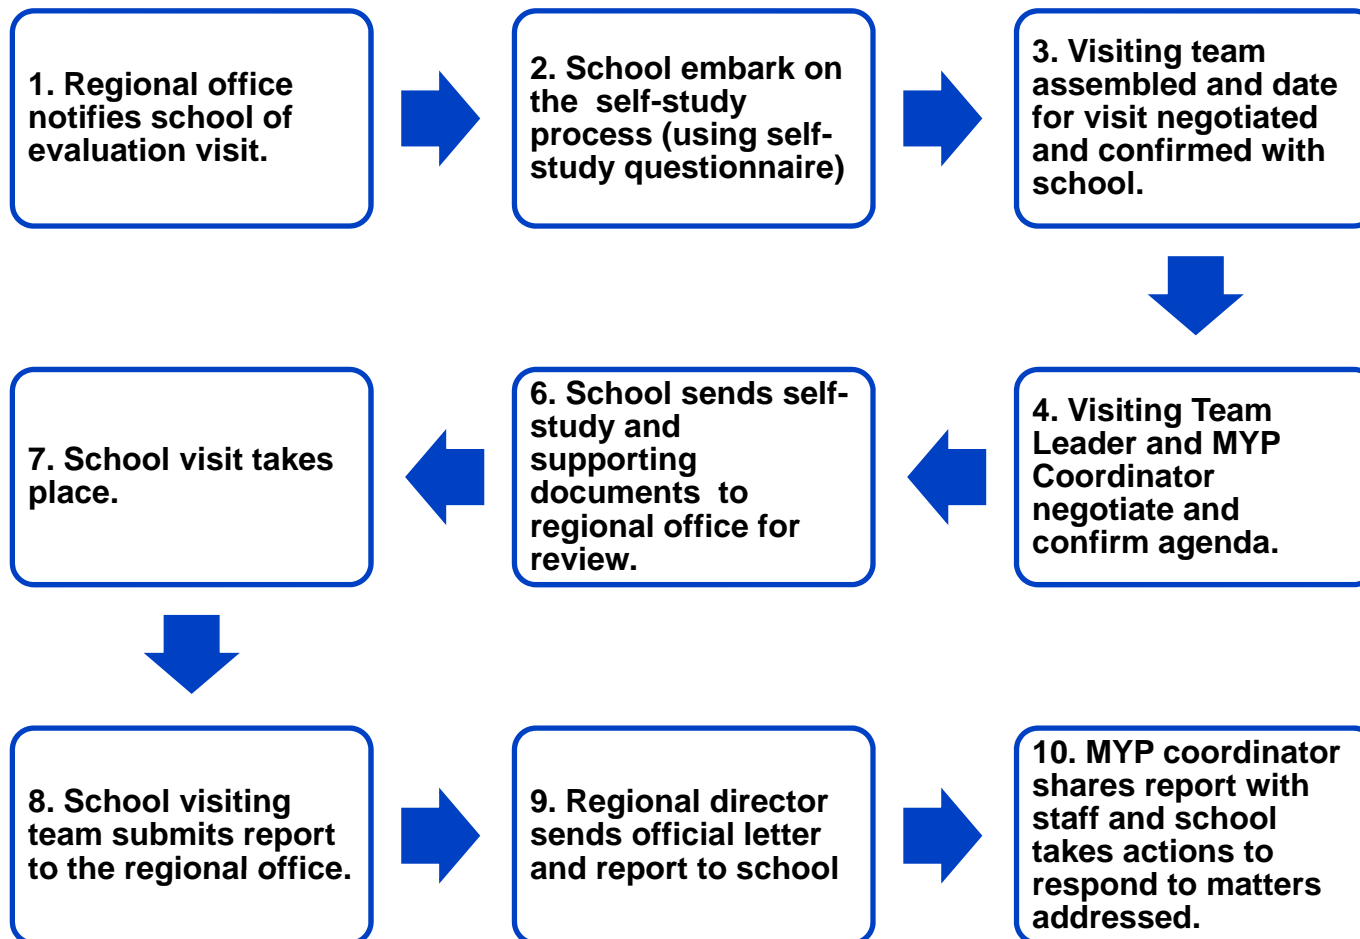 1. Regional office
notifies school of
evaluation visit.
2. School embark on
the  self-study
process (using self-
study questionnaire)
3. Visiting team
assembled and date
for visit negotiated
and confirmed with
school.
4. Visiting Team
Leader and MYP
Coordinator
negotiate and
confirm agenda.
6. School sends self-
study and
supporting
documents  to
regional office for
review.
7. School visit takes
place.
8. School visiting
team submits report
to the regional office.
9. Regional director
sends official letter
and report to school
10. MYP coordinator
shares report with
staff and school
takes actions to
respond to matters
addressed.